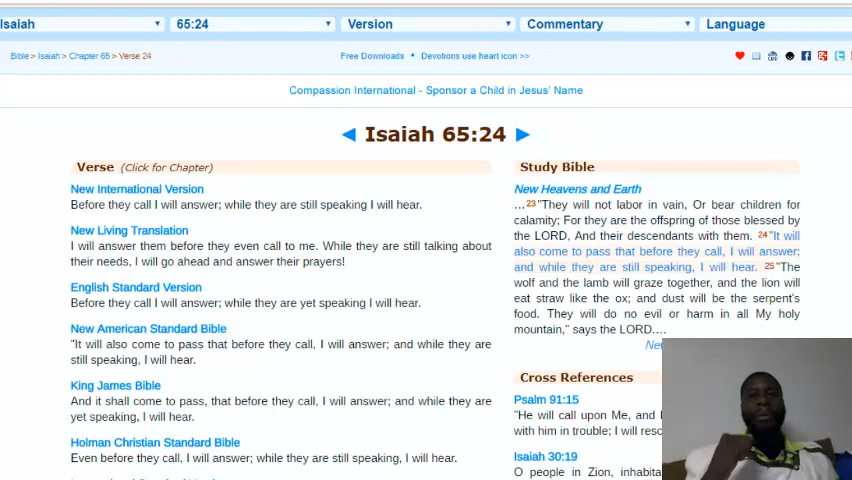 Isaiah
65:24
Version
Commentary
Language
Bible > Isaiah > Chapter 65 > Verse 24
Free Downloads • Devotions use heart icon >>
Compassion International - Sponsor a Child in Jesus' Name
◄ Isaiah 65:24 ►
Verse (Click for Chapter)
New International Version
Before they call I will answer; while they are still speaking I will hear.
New Living Translation
I will answer them before they even call to me. While they are still talking about
their needs, I will go ahead and answer their prayers!
English Standard Version
Before they call I will answer; while they are yet speaking I will hear.
New American Standard Bible
"It will also come to pass that before they call, I will answer; and while they are
still speaking, I will hear.
King James Bible
And it shall come to pass, that before they call, I will answer; and while they are
yet speaking, I will hear.
Holman Christian Standard Bible
Even before they call, I will answer; while they are still speaking, I will hear.
Study Bible
New Heavens and Earth
…23"They will not labor in vain, Or bear children for
calamity; For they are the offspring of those blessed by
the LORD, And their descendants with them. 24"It will
also come to pass that before they call, I will answer;
and while they are still speaking, I will hear. 25"The
wolf and the lamb will graze together, and the lion will
eat straw like the ox; and dust will be the serpent's
food. They will do no evil or harm in all My holy
mountain," says the LORD.…
Cross References
Psalm 91:15
"He will call upon Me, and I
with him in trouble; I will
Isaiah 30:19
O people in Zion,